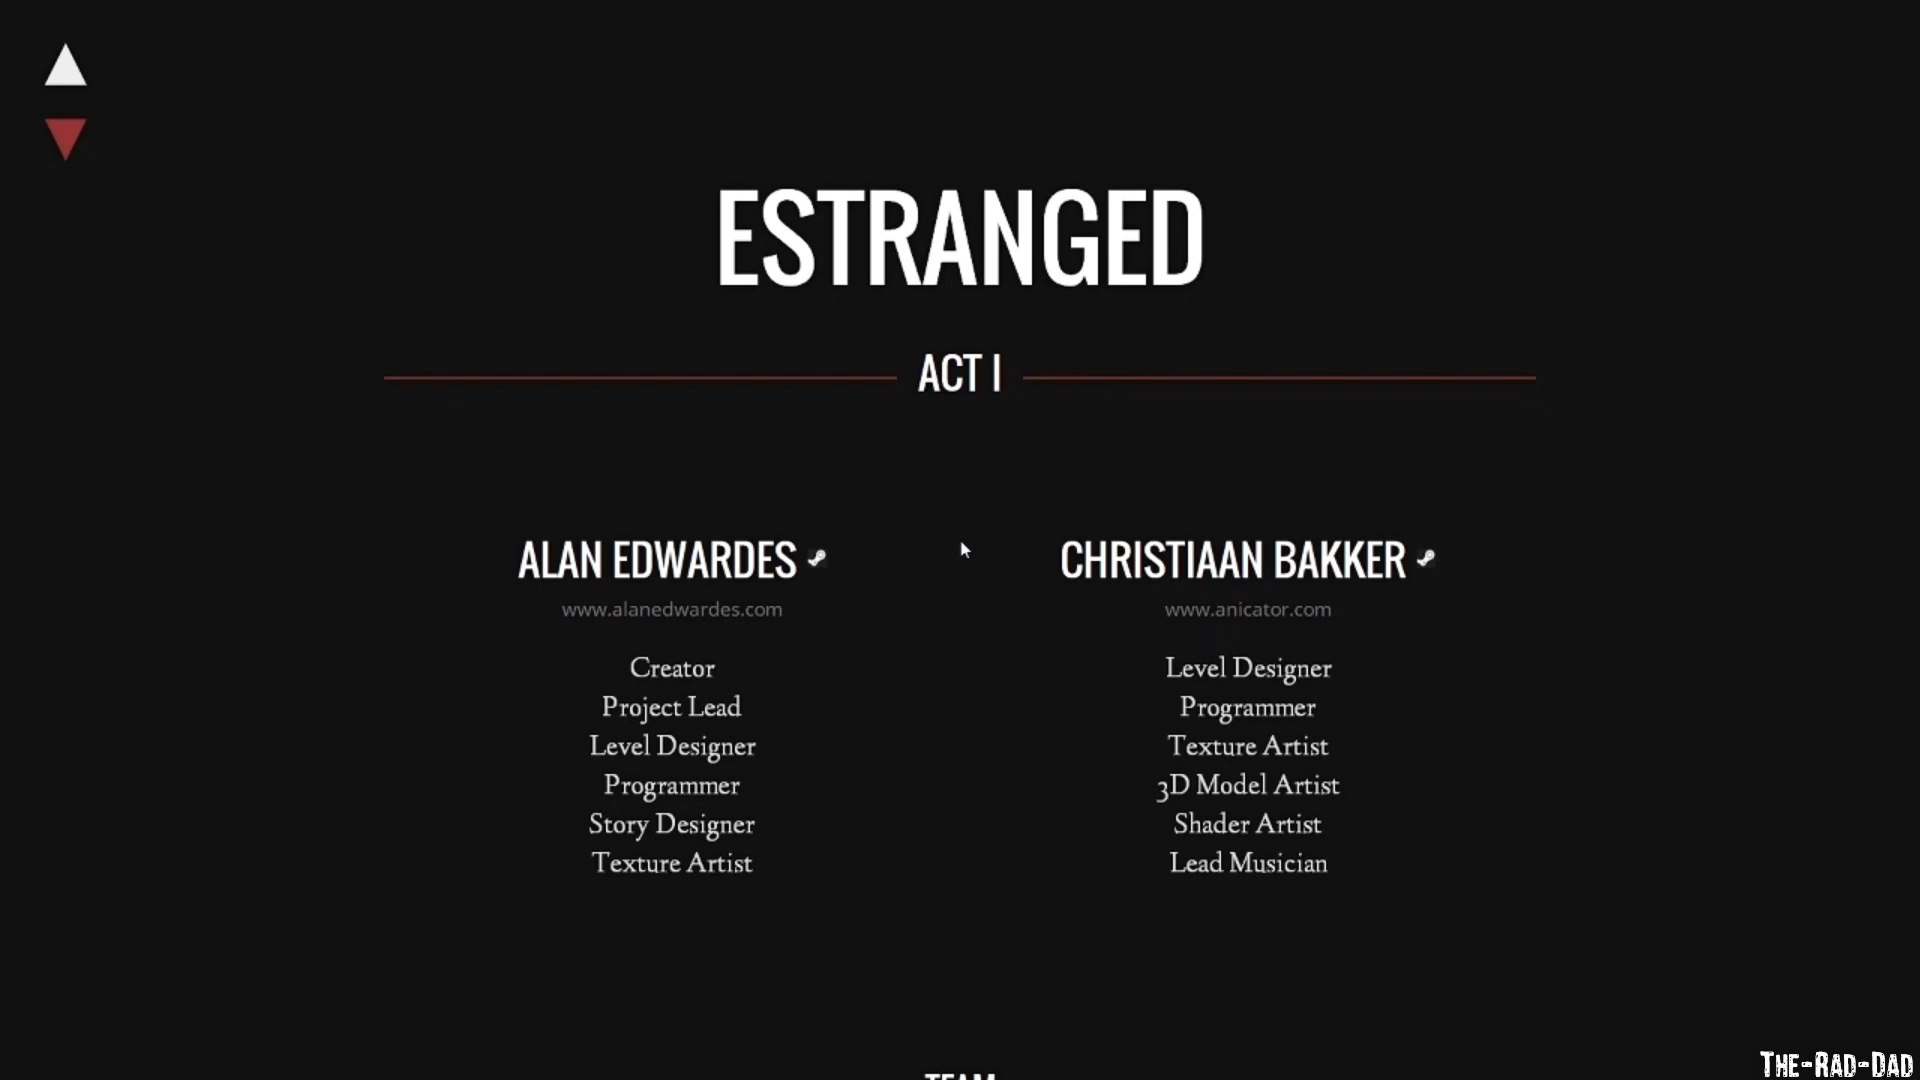 ESTRANGED
ACT I
ALAN EDWARDES
www.alanedwardes.com
Creator
Project Lead
Level Designer
Programmer
Story Designer
Texture Artist
CHRISTIAAN BAKKER
www.anicator.com
Level Designer
Programmer
Texture Artist
3D Model Artist
Shader Artist
Lead Musician
TEAM
THE-RAD-DAD